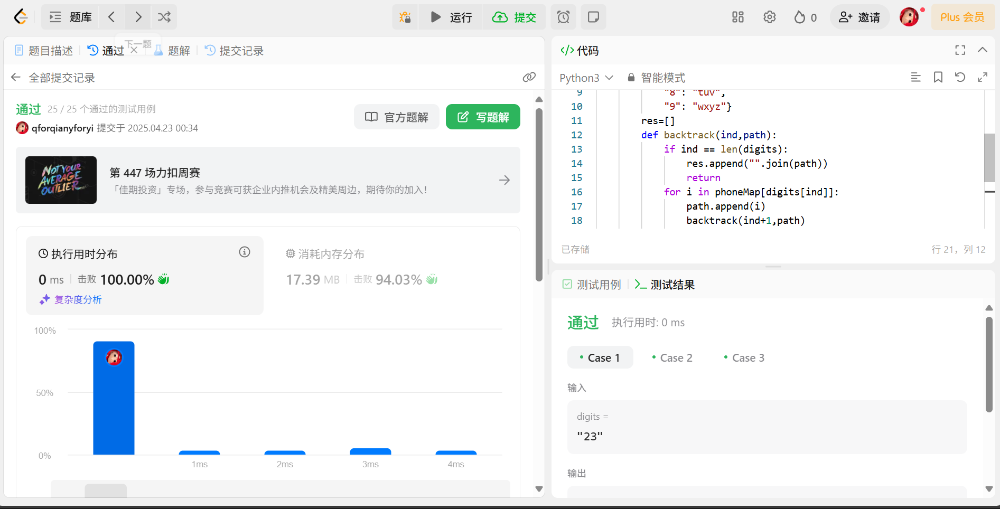 题库
运行
提交
0
邀请
Plus 会员
下一题
题目描述
通过
题解
提交记录
全部提交记录
通过 25 / 25 个通过的测试用例
qforqianyforyi 提交于 2025.04.23 00:34
官方题解
写题解
NOT YOUR
AVERAGE
OUTLIER
第 447 场力扣周赛
「佳期投资」专场，参与竞赛可获企业内推机会及精美周边，期待你的加入！
执行用时分布
0 ms 击败 100.00%
复杂度分析
消耗内存分布
17.39 MB 击败 94.03%
100%
50%
0%
1ms 2ms 3ms 4ms
</>代码
Python3 智能模式
9 "8": "tuv",
10 "9": "wxyz"}
11 res=[]
12 def backtrack(ind,path):
13 if ind == len(digits):
14 res.append("".join(path))
15 return
16 for i in phoneMap[digits[ind]]:
17 path.append(i)
18 backtrack(ind+1,path)
已存储
行 21，列 12
测试用例
测试结果
通过 执行用时: 0 ms
Case 1 Case 2 Case 3
输入
digits =
"23"
输出